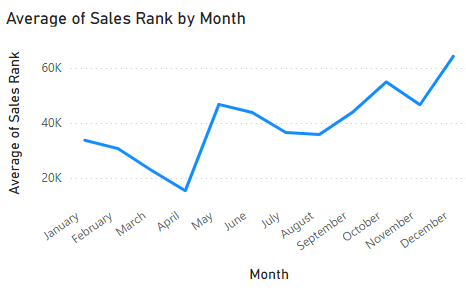 Average of Sales Rank by Month
Average of Sales Rank
60K
40K
20K
January
February
March
April
May
June
July
August
September
October
November
December
Month